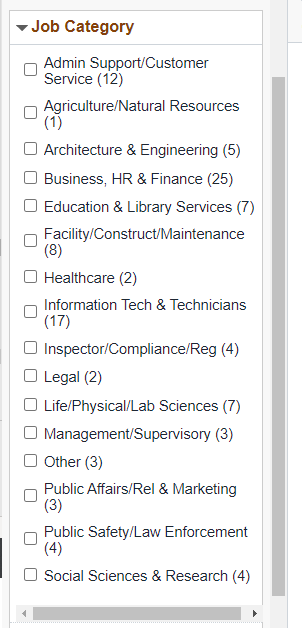 Job Category
Admin Support/Customer
Service (12)
Agriculture/Natural Resources
(1)
Architecture & Engineering (5)
Business, HR & Finance (25)
Education & Library Services (7)
Facility/Construct/Maintenance
(8)
Healthcare (2)
Information Tech & Technicians
(17)
Inspector/Compliance/Reg (4)
Legal (2)
Life/Physical/Lab Sciences (7)
Management/Supervisory (3)
Other (3)
Public Affairs/Rel & Marketing
(3)
Public Safety/Law Enforcement
(4)
Social Sciences & Research (4)